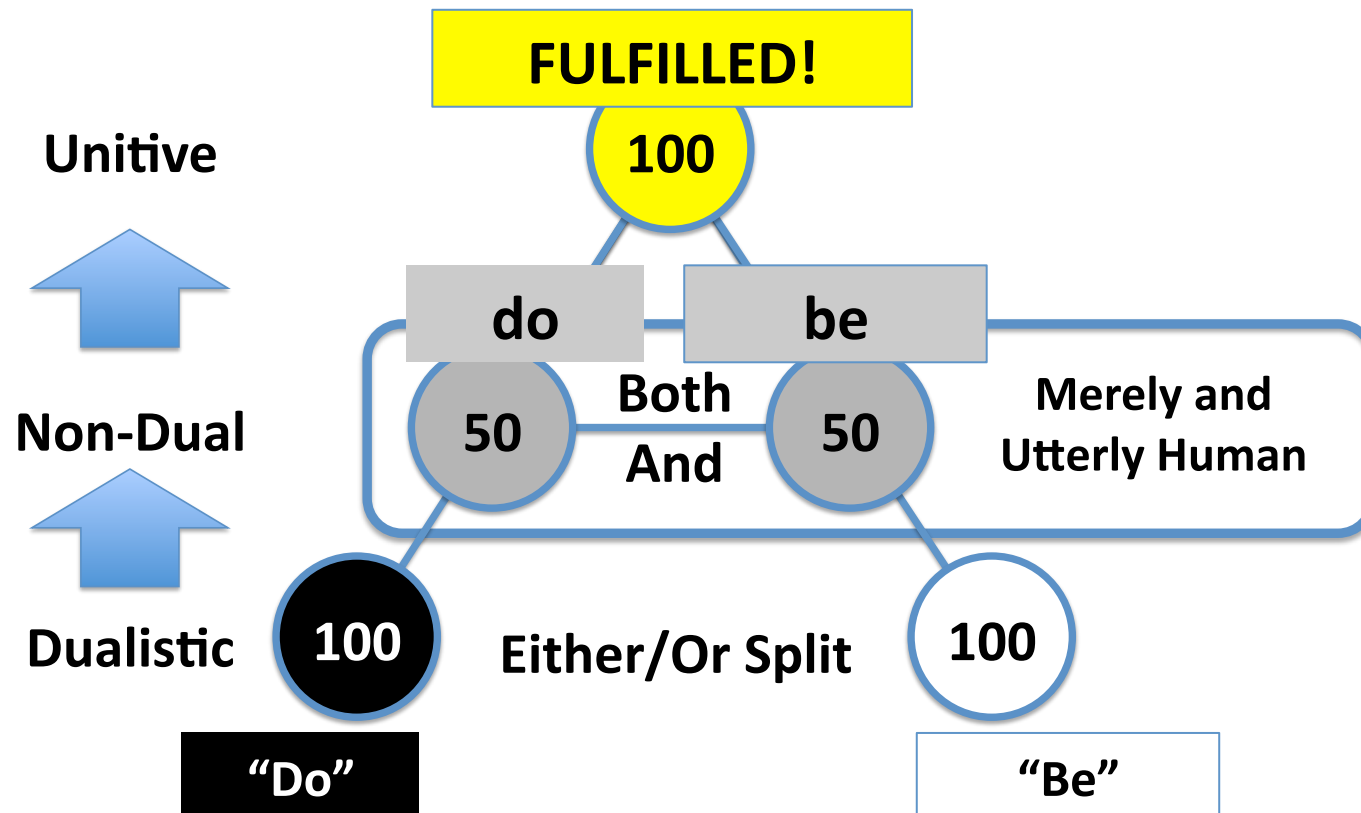 FULFILLED!
Unitive
100
do
be
Non-Dual
50
Both
And
50
Merely and
Utterly Human
Dualistic
100
Either/Or Split
100
“Do”
“Be”